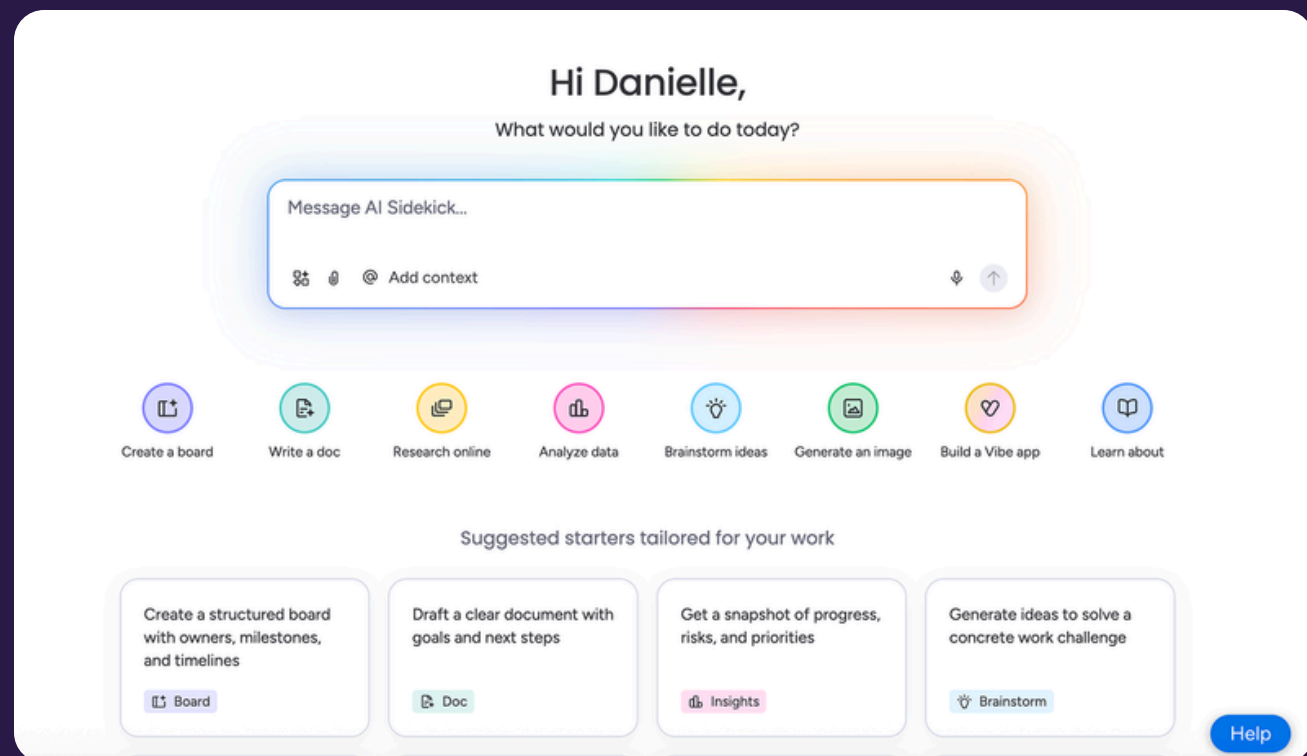 Hi Danielle,
What would you like to do today?
Message AI Sidekick...
@ Add context
Create a board
Write a doc
Research online
Analyze data
Brainstorm ideas
Generate an image
Build a Vibe app
Learn about
Suggested starters tailored for your work
Create a structured board
with owners, milestones,
and timelines
Board
Draft a clear document with
goals and next steps
Doc
Get a snapshot of progress,
risks, and priorities
Insights
Generate ideas to solve a
concrete work challenge
Brainstorm
Help